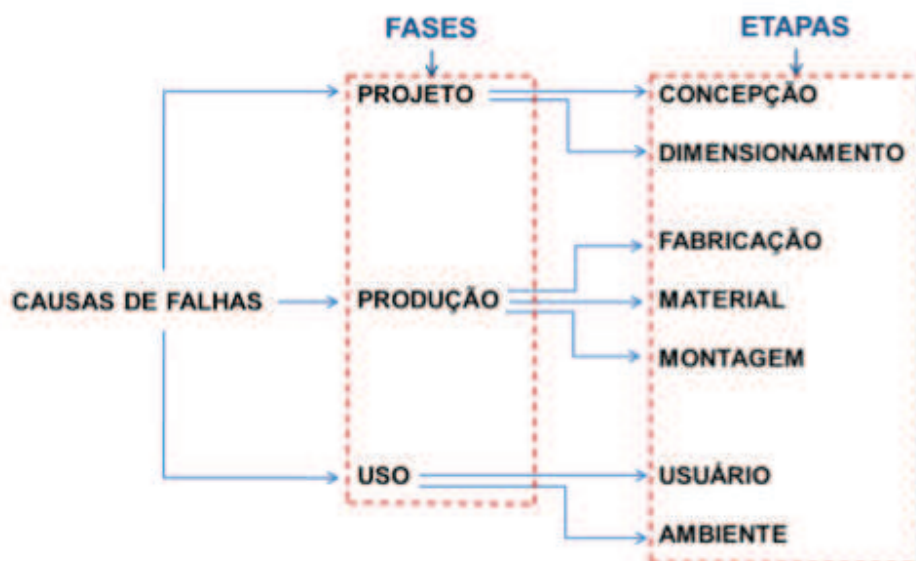 FASES
ETAPAS
PROJETO
CONCEPÇÃO
DIMENSIONAMENTO
FABRICAÇÃO
CAUSAS DE FALHAS
PRODUÇÃO
MATERIAL
MONTAGEM
USO
USUÁRIO
AMBIENTE